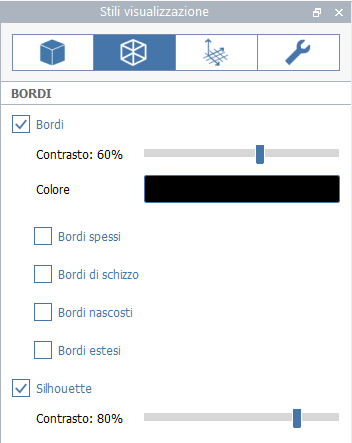 Stili visualizzazione
BORDI
Bordi
Contrasto: 60%
Colore
Bordi spessi
Bordi di schizzo
Bordi nascosti
Bordi estesi
Silhouette
Contrasto: 80%